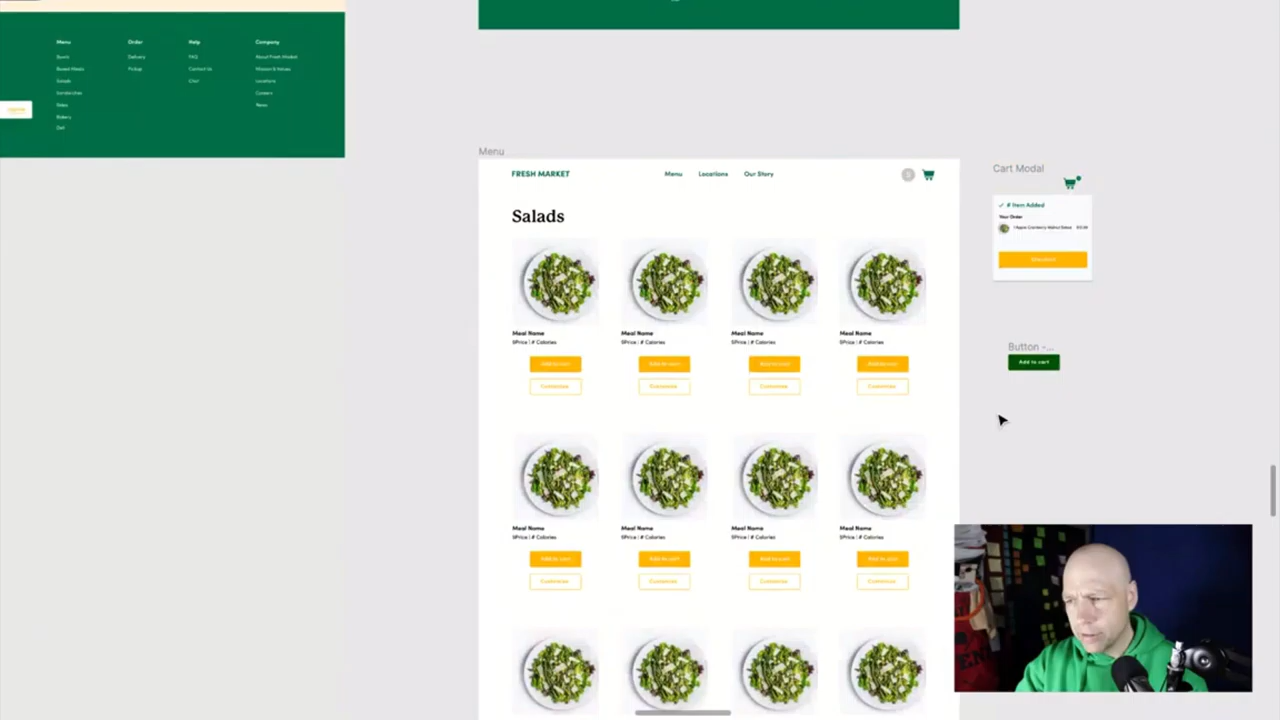 Menu Order Help Company
Bowls Delivery FAQ About Fresh Market
Boxed Meals Pickup Contact Us Mission & Values
Salads Chat Locations
Sandwiches Careers
Sides News
Bakery
Deli
Menu
FRESH MARKET Menu Locations Our Story
Salads
Meal Name Meal Name Meal Name Meal Name
$Price | # Calories $Price | # Calories $Price | # Calories $Price | # Calories
Add to cart Add to cart Add to cart Add to cart
Customize Customize Customize Customize
Meal Name Meal Name Meal Name Meal Name
$Price | # Calories $Price | # Calories $Price | # Calories $Price | # Calories
Add to cart Add to cart Add to cart Add to cart
Customize Customize Customize Customize
Cart Modal
# Item Added
Your Order
Button -...
Add to cart